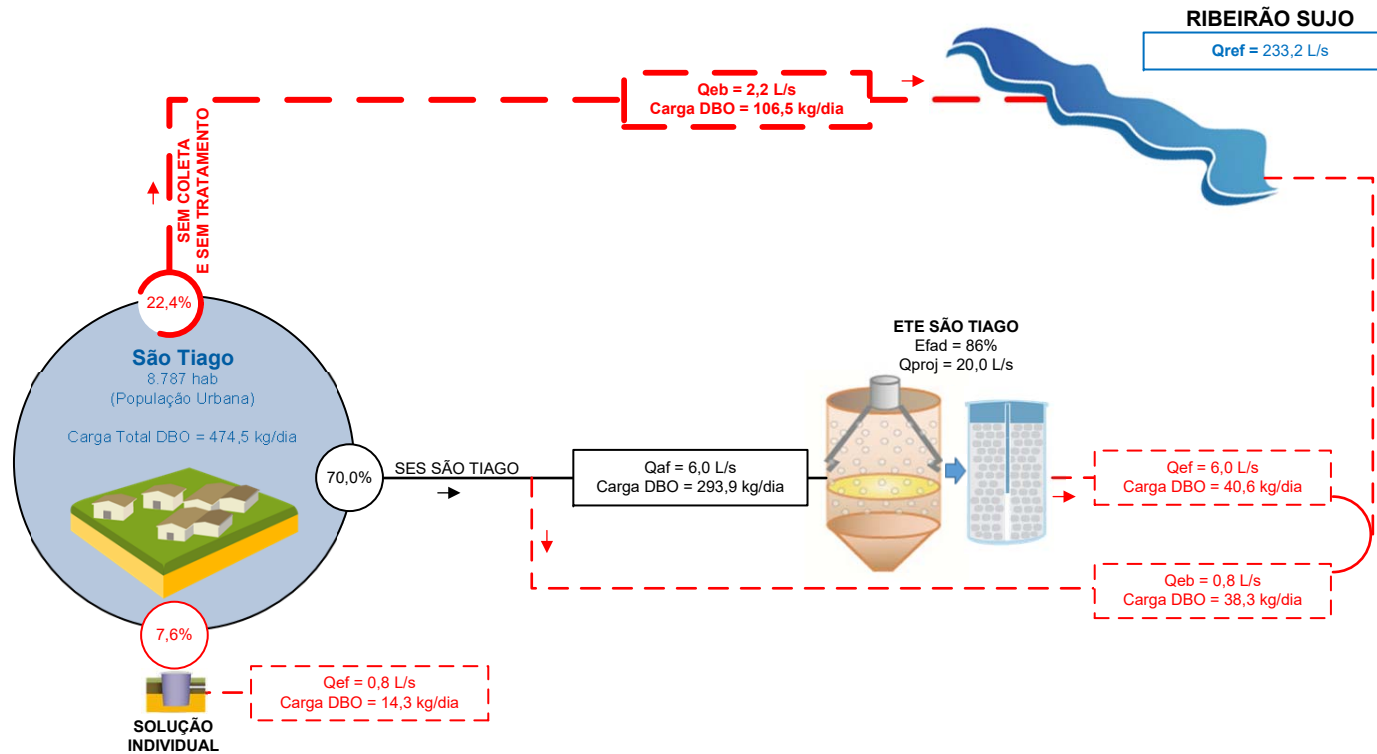 RIBEIRÃO SUJO
Qref = 233,2 L/s
Qeb = 2,2 L/s
Carga DBO = 106,5 kg/dia
SEM COLETA
E SEM TRATAMENTO
22,4%
São Tiago
8.787 hab
(População Urbana)
Carga Total DBO = 474,5 kg/dia
70,0%
SES SÃO TIAGO
Qaf = 6,0 L/s
Carga DBO = 293,9 kg/dia
ETE SÃO TIAGO
Efad = 86%
Qproj = 20,0 L/s
Qef = 6,0 L/s
Carga DBO = 40,6 kg/dia
Qeb = 0,8 L/s
Carga DBO = 38,3 kg/dia
7,6%
Qef = 0,8 L/s
Carga DBO = 14,3 kg/dia
SOLUÇÃO
INDIVIDUAL